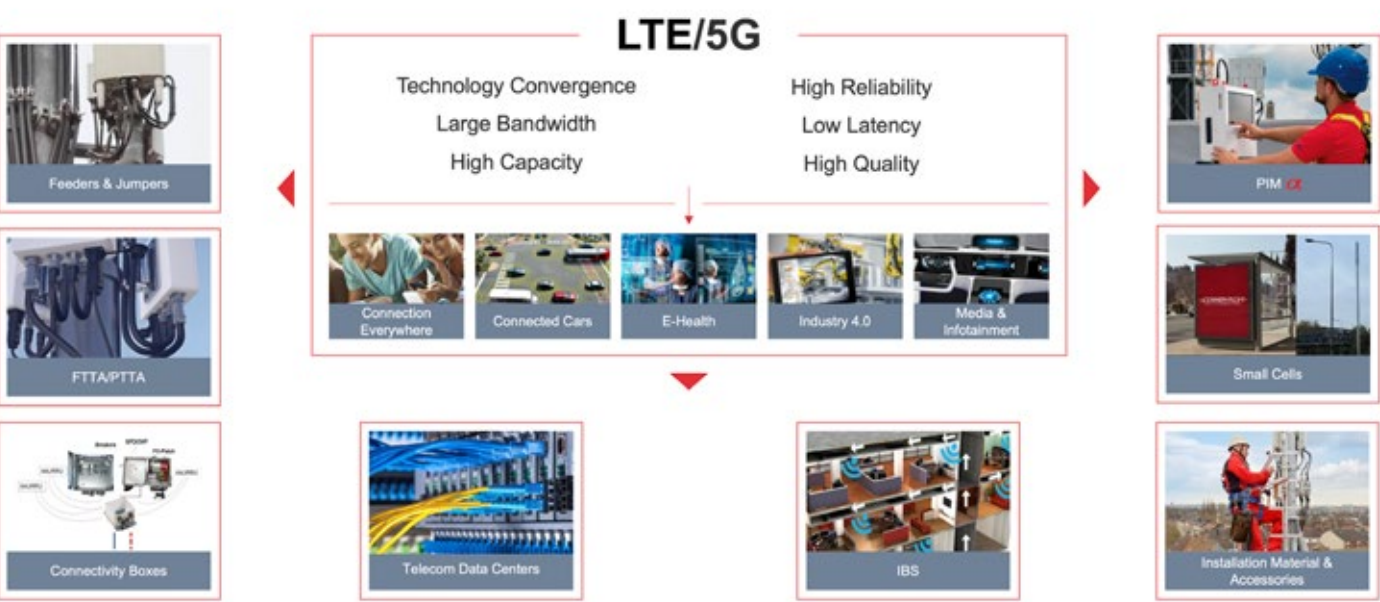 LTE/5G
Technology Convergence
Large Bandwidth
High Capacity
High Reliability
Low Latency
High Quality
Connection
Everywhere
Connected Cars
E-Health
Industry 4.0
Media &
Infotainment
Feeders & Jumpers
FTTA/PTTA
Connectivity Boxes
Telecom Data Centers
IBS
PIM α
Small Cells
Installation Material &
Accessories